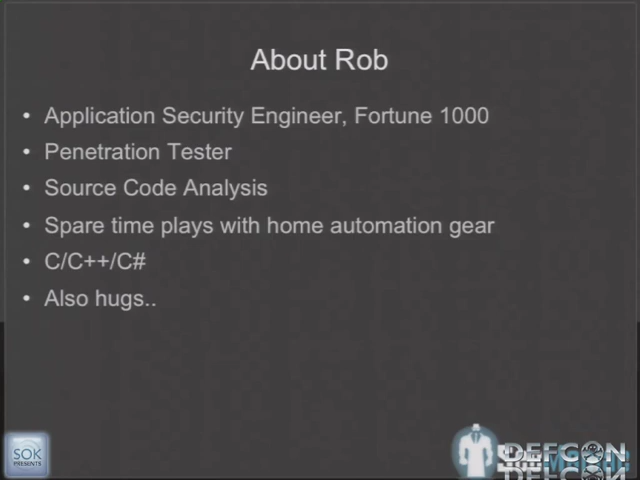 About Rob
• Application Security Engineer, Fortune 1000
• Penetration Tester
• Source Code Analysis
• Spare time plays with home automation gear
• C/C++/C#
• Also hugs..
SOK
PRESENTS
DEFCON